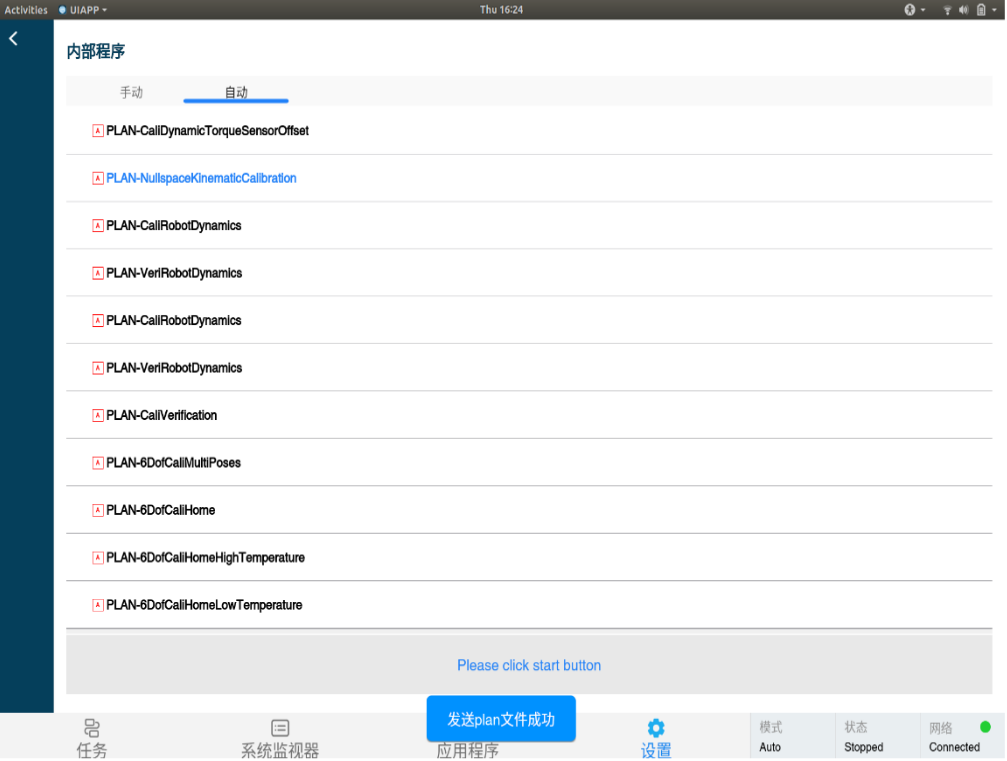 Activities UIAPP Thu 16:24
内部程序
手动 自动
A PLAN-CaliDynamicTorqueSensorOffset
A PLAN-NullspaceKinematicCalibration
A PLAN-CaliRobotDynamics
A PLAN-VeriRobotDynamics
A PLAN-CaliRobotDynamics
A PLAN-VeriRobotDynamics
A PLAN-CaliVerification
A PLAN-6DofCaliMultiPoses
A PLAN-6DofCaliHome
A PLAN-6DofCaliHomeHighTemperature
A PLAN-6DofCaliHomeLowTemperature
Please click start button
发送plan文件成功
任务 系统监视器 应用程序 设置
模式 状态 网络
Auto Stopped Connected